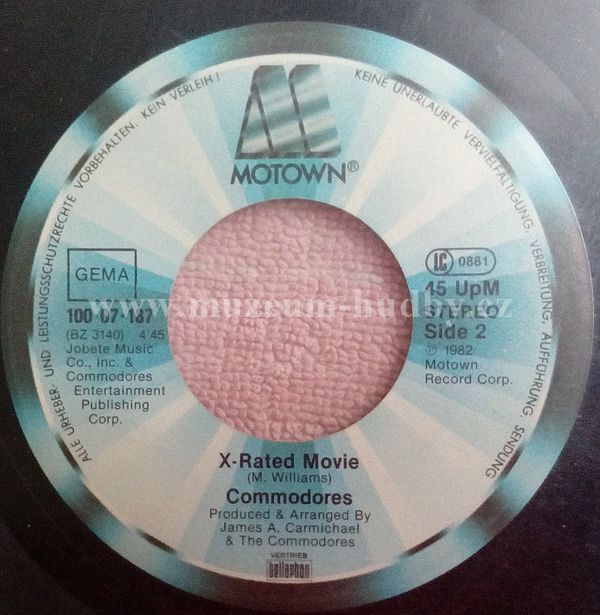 ALLE URHEBER- UND LEISTUNGSSCHUTZRECHTE VORBEHALTEN. KEIN VERLEIH! KEINE UNERLAUBTE VERVIELFÄLTIGUNG, VERBREITUNG, AUFFÜHRUNG, SENDUNG
MOTOWN®
GEMA
100·07·187
(BZ 3140) 4'45
Jobete Music
Co., Inc. &
Commodores
Entertainment
Publishing
Corp.
LC 0881
45 UpM
STEREO
Side 2
℗ 1982
Motown
Record Corp.
www.muzeum-hudby.cz
X-Rated Movie
(M. Williams)
Commodores
Produced & Arranged By
James A. Carmichael
& The Commodores
VERTRIEB
bellaphon